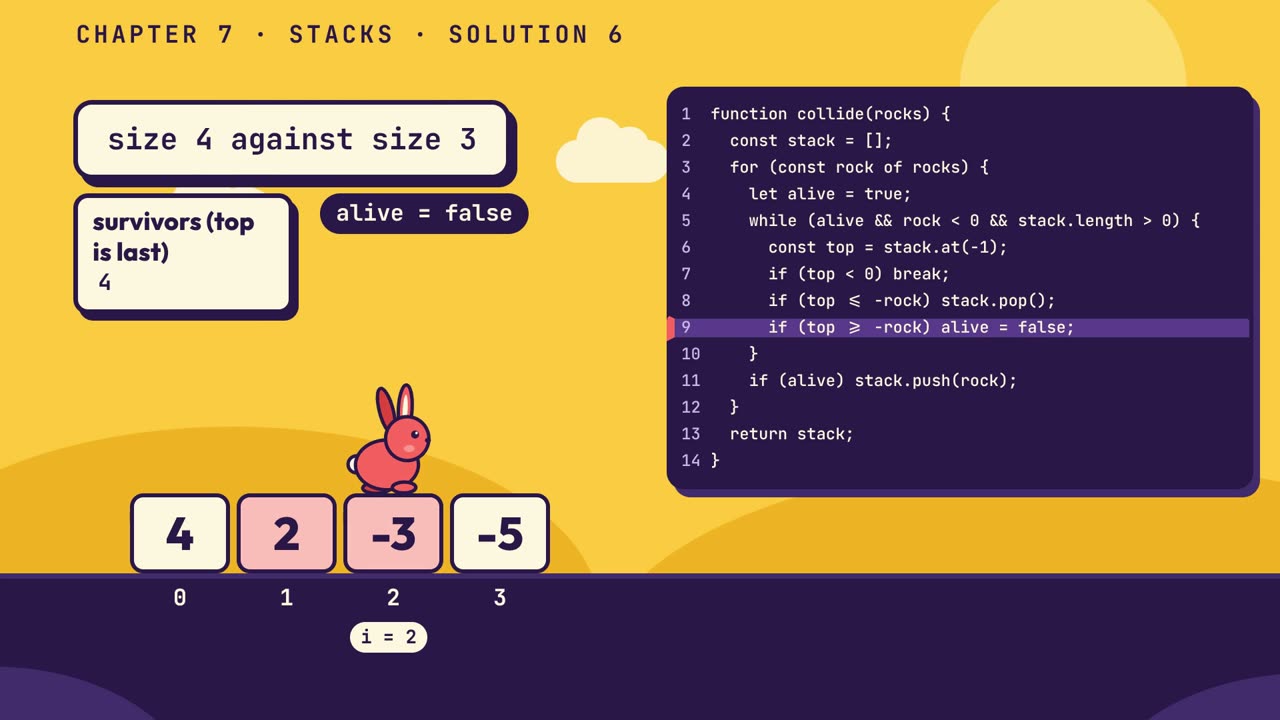 CHAPTER 7 · STACKS · SOLUTION 6
size 4 against size 3
survivors (top
is last)
4
alive = false
1 function collide(rocks) {
2 const stack = [];
3 for (const rock of rocks) {
4 let alive = true;
5 while (alive && rock < 0 && stack.length > 0) {
6 const top = stack.at(-1);
7 if (top < 0) break;
8 if (top ⩽ -rock) stack.pop();
9 if (top ⩾ -rock) alive = false;
10 }
11 if (alive) stack.push(rock);
12 }
13 return stack;
14 }
4 2 -3 -5
0 1 2 3
i = 2